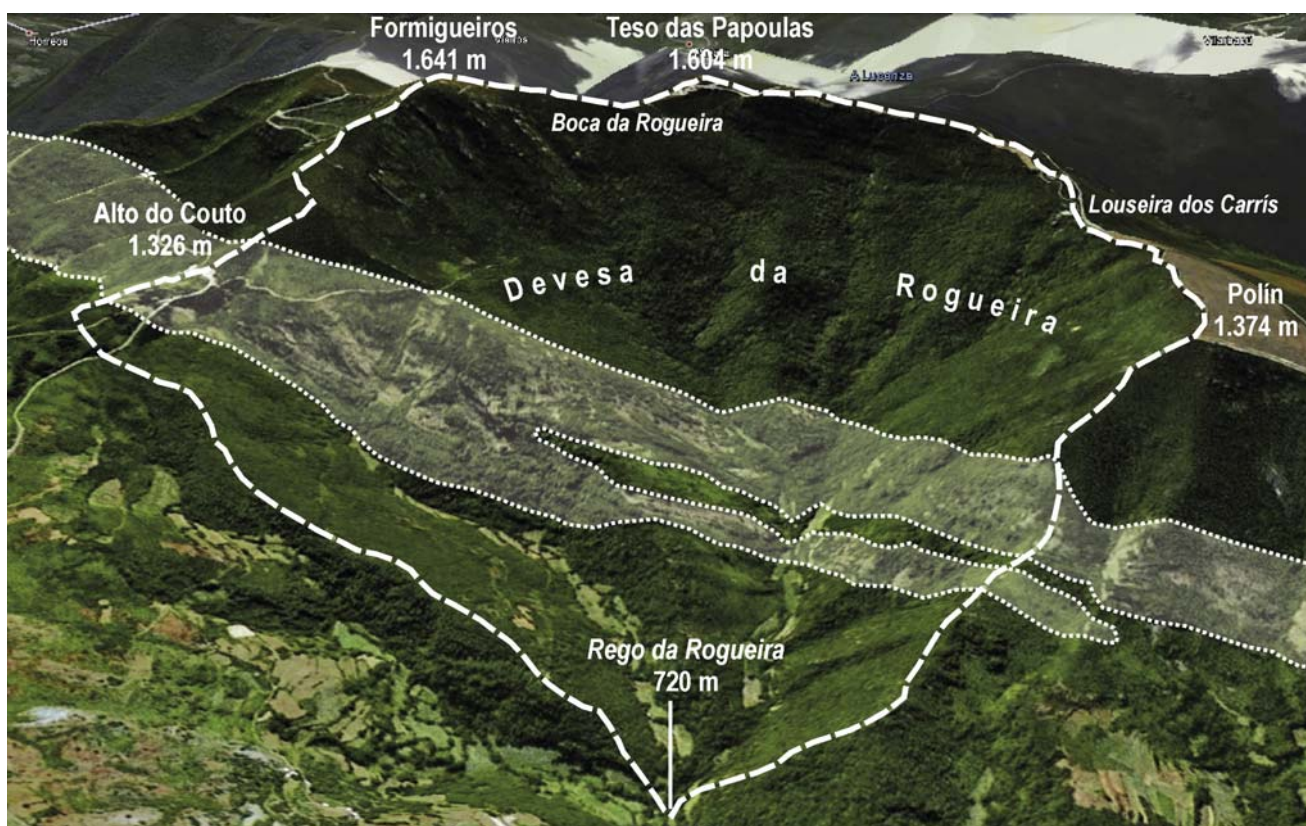 Formigueiros
1.641 m
Teso das Papoulas
1.604 m
A Lucenza
Boca da Rogueira
Louseira dos Carrís
Alto do Couto
1.326 m
Devesa da Rogueira
Polín
1.374 m
Rego da Rogueira
720 m